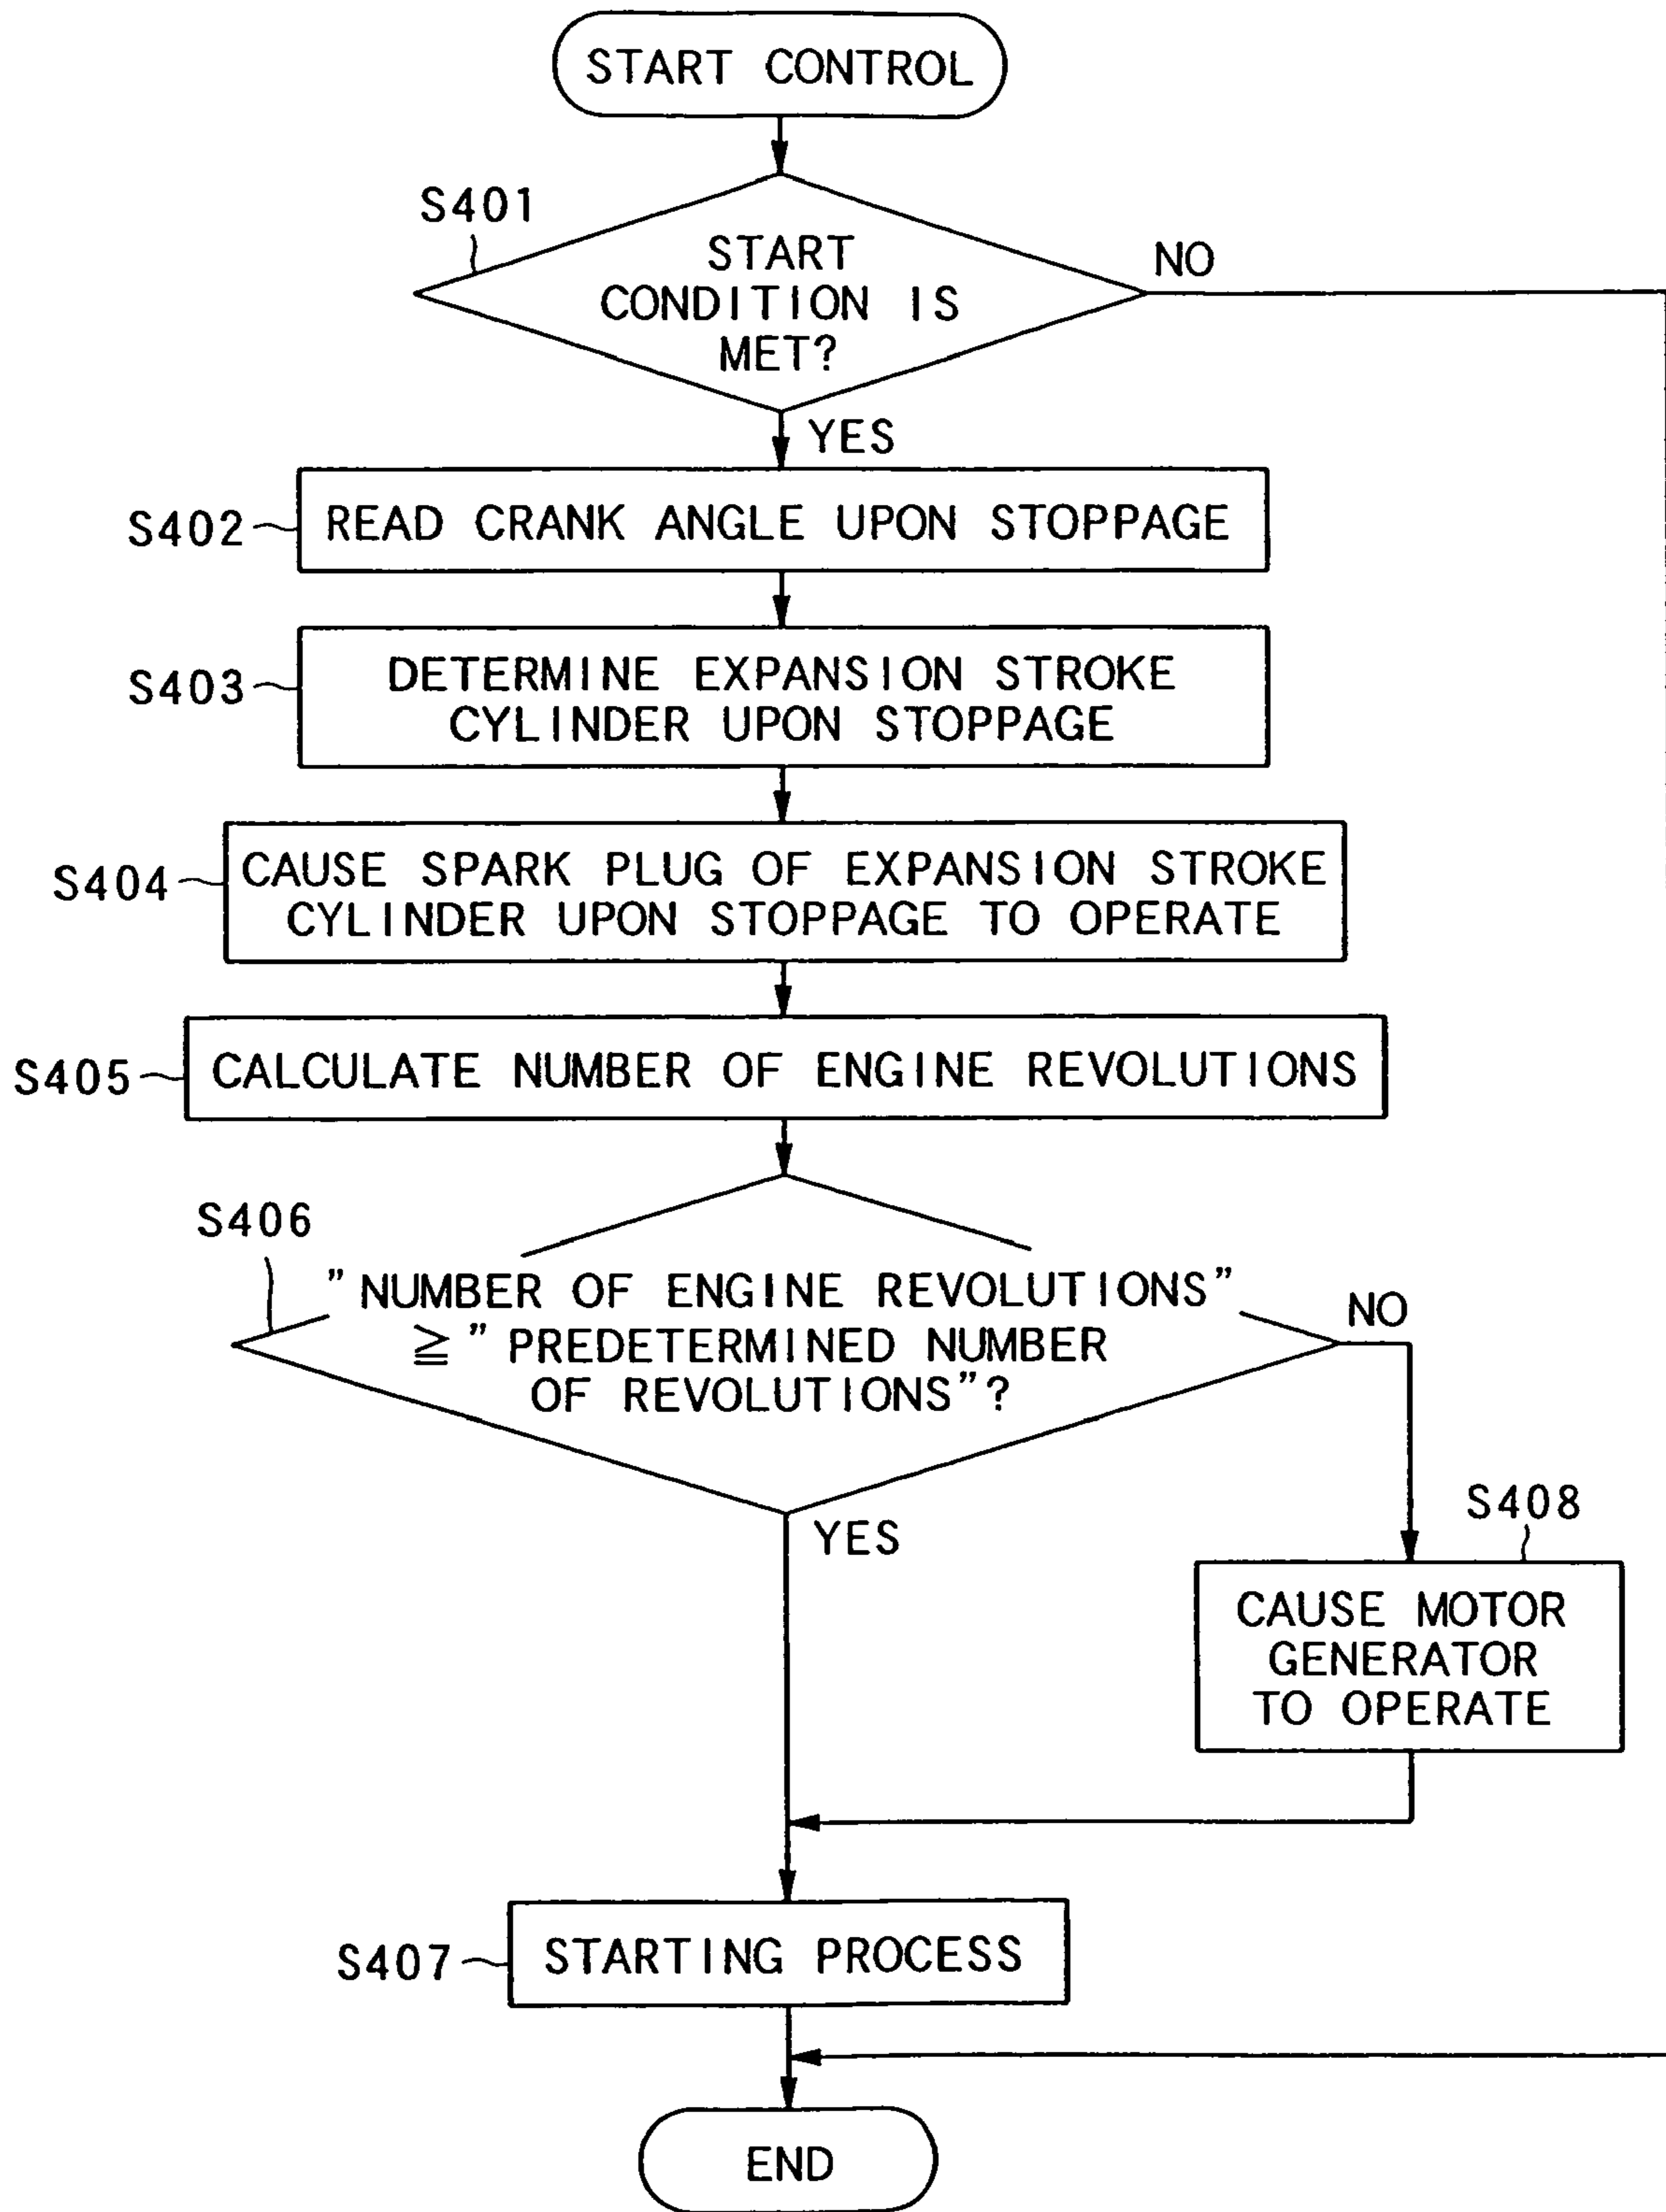 START CONTROL
S401
START
CONDITION IS
MET?
NO
YES
S402
READ CRANK ANGLE UPON STOPPAGE
S403
DETERMINE EXPANSION STROKE
CYLINDER UPON STOPPAGE
S404
CAUSE SPARK PLUG OF EXPANSION STROKE
CYLINDER UPON STOPPAGE TO OPERATE
S405
CALCULATE NUMBER OF ENGINE REVOLUTIONS
S406
"NUMBER OF ENGINE REVOLUTIONS"
≧"PREDETERMINED NUMBER
OF REVOLUTIONS"?
NO
YES
S408
CAUSE MOTOR
GENERATOR
TO OPERATE
S407
STARTING PROCESS
END